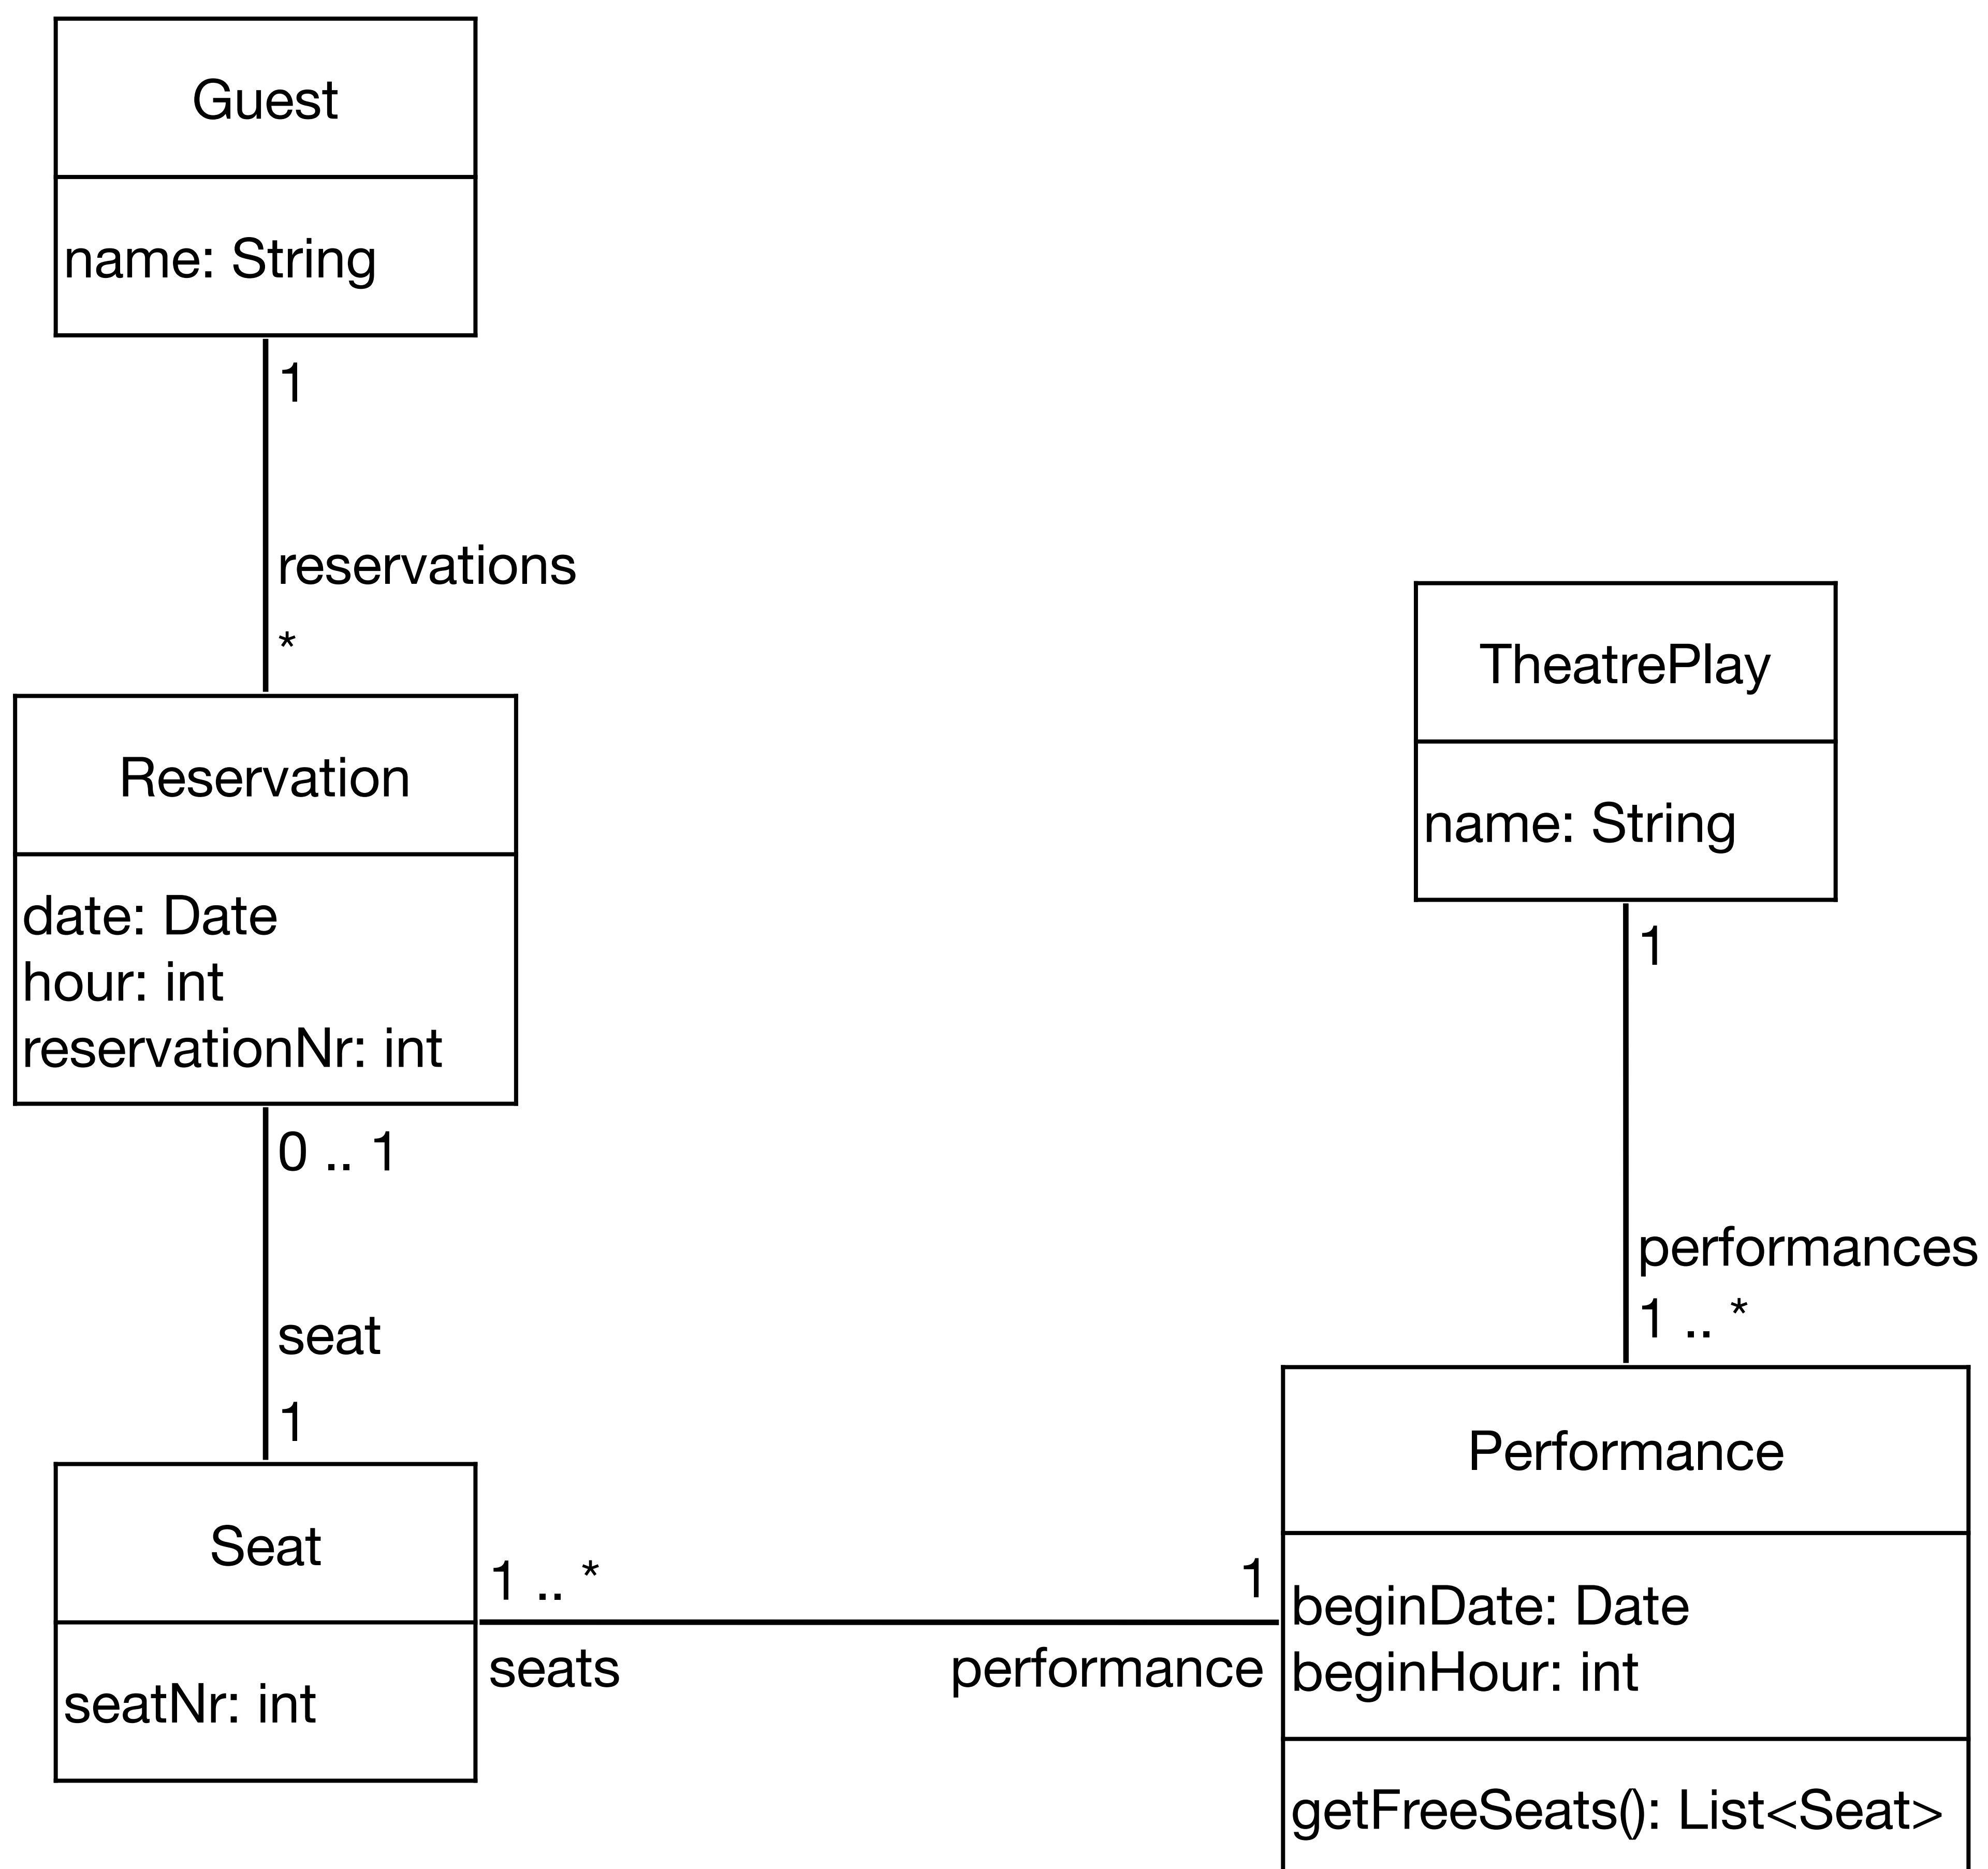 Guest
name: String
1
reservations
*
Reservation
date: Date
hour: int
reservationNr: int
0 .. 1
seat
1
Seat
seatNr: int
1 .. *
seats
1
performance
TheatrePlay
name: String
1
performances
1 .. *
Performance
beginDate: Date
beginHour: int
getFreeSeats(): List<Seat>